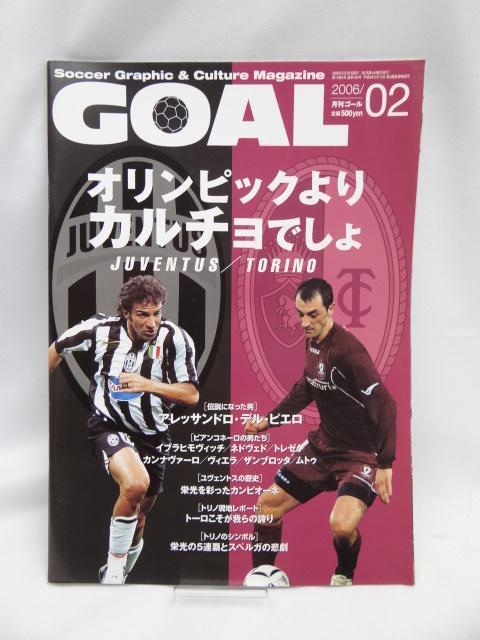 Soccer Graphic & Culture Magazine
GOAL
2006/
02
月刊ゴール
定価500yen
オリンピックより
カルチョでしょ
JUVENTUS/TORINO
JUVENTUS
[伝説になった男]
アレッサンドロ・デル・ピエロ
[ビアンコネーロの男たち]
イブラヒモヴィッチ/ネドヴェド/トレゼゲ
カンナヴァーロ/ヴィエラ/ザンブロッタ/ムトゥ
[ユヴェントスの歴史]
栄光を彩ったカンピオーネ
[トリノ現地レポート]
トーロこそが我らの誇り
[トリノのシンボル]
栄光の5連覇とスペルガの悲劇